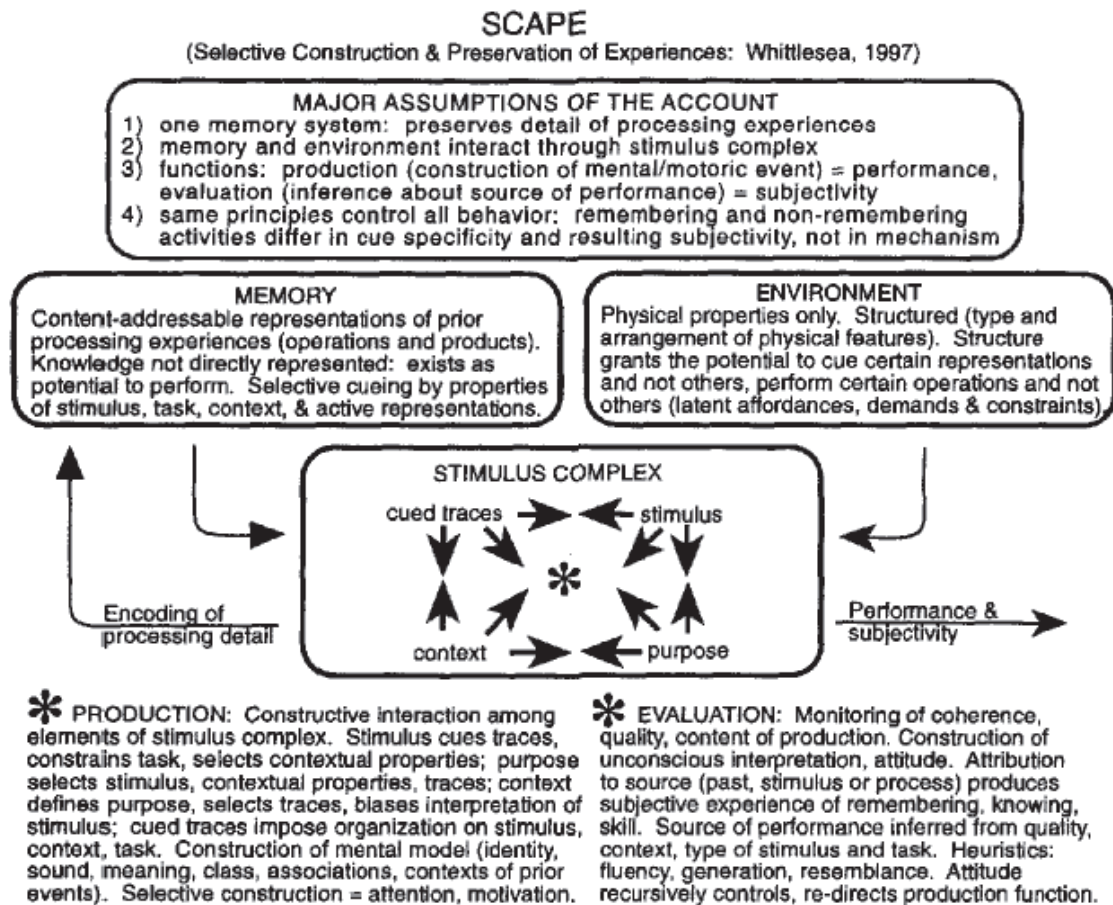 SCAPE
(Selective Construction & Preservation of Experiences: Whittlesea, 1997)
MAJOR ASSUMPTIONS OF THE ACCOUNT
1) one memory system: preserves detail of processing experiences
2) memory and environment interact through stimulus complex
3) functions: production (construction of mental/motoric event) = performance,
evaluation (inference about source of performance) = subjectivity
4) same principles control all behavior: remembering and non-remembering
activities differ in cue specificity and resulting subjectivity, not in mechanism
MEMORY
Content-addressable representations of prior
processing experiences (operations and products).
Knowledge not directly represented: exists as
potential to perform. Selective cueing by properties
of stimulus, task, context, & active representations.
ENVIRONMENT
Physical properties only. Structured (type and
arrangement of physical features). Structure
grants the potential to cue certain representations
and not others, perform certain operations and not
others (latent affordances, demands & constraints)
STIMULUS COMPLEX
cued traces
stimulus
*
context
purpose
Encoding of
processing detail
Performance &
subjectivity
* PRODUCTION: Constructive interaction among
elements of stimulus complex. Stimulus cues traces,
constrains task, selects contextual properties; purpose
selects stimulus, contextual properties, traces; context
defines purpose, selects traces, biases interpretation of
stimulus; cued traces impose organization on stimulus,
context, task. Construction of mental model (identity,
sound, meaning, class, associations, contexts of prior
events). Selective construction = attention, motivation.
* EVALUATION: Monitoring of coherence,
quality, content of production. Construction of
unconscious interpretation, attitude. Attribution
to source (past, stimulus or process) produces
subjective experience of remembering, knowing,
skill. Source of performance inferred from quality,
context, type of stimulus and task. Heuristics:
fluency, generation, resemblance. Attitude
recursively controls, re-directs production function.